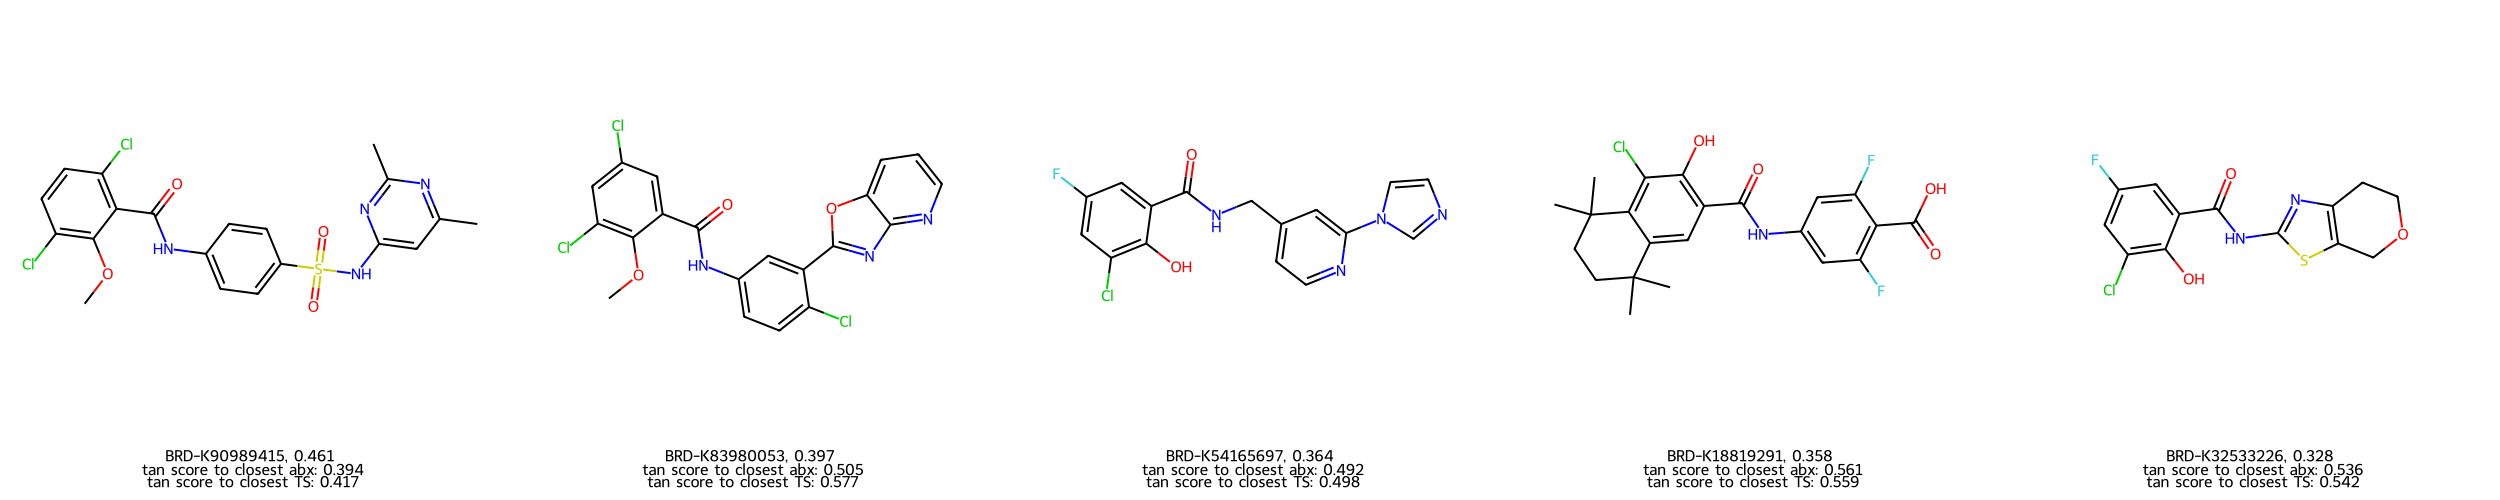 BRD-K90989415, 0.461
tan score to closest abx: 0.394
tan score to closest TS: 0.417
BRD-K83980053, 0.397
tan score to closest abx: 0.505
tan score to closest TS: 0.577
BRD-K54165697, 0.364
tan score to closest abx: 0.492
tan score to closest TS: 0.498
BRD-K18819291, 0.358
tan score to closest abx: 0.561
tan score to closest TS: 0.559
BRD-K32533226, 0.328
tan score to closest abx: 0.536
tan score to closest TS: 0.542
Cl
O
N
N
HN
O
Cl
O
S
NH
O
Cl
O
O
Cl
HN
O
N
N
Cl
F
O
N
H
N
N
OH
Cl
N
Cl
OH
O
F
OH
HN
O
F
F
O
N
HN
O
S
OH
Cl